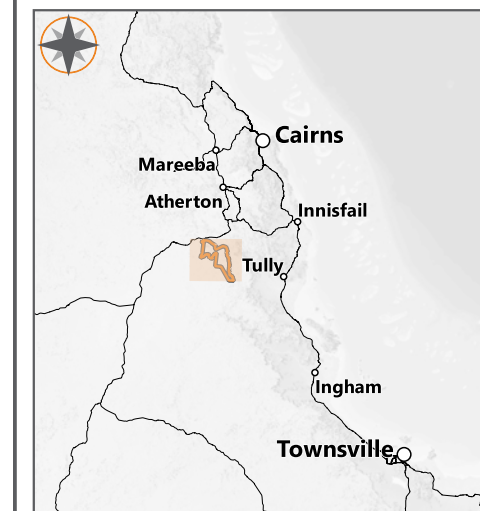 Cairns
Mareeba
Atherton
Innisfail
Tully
Ingham
Townsville